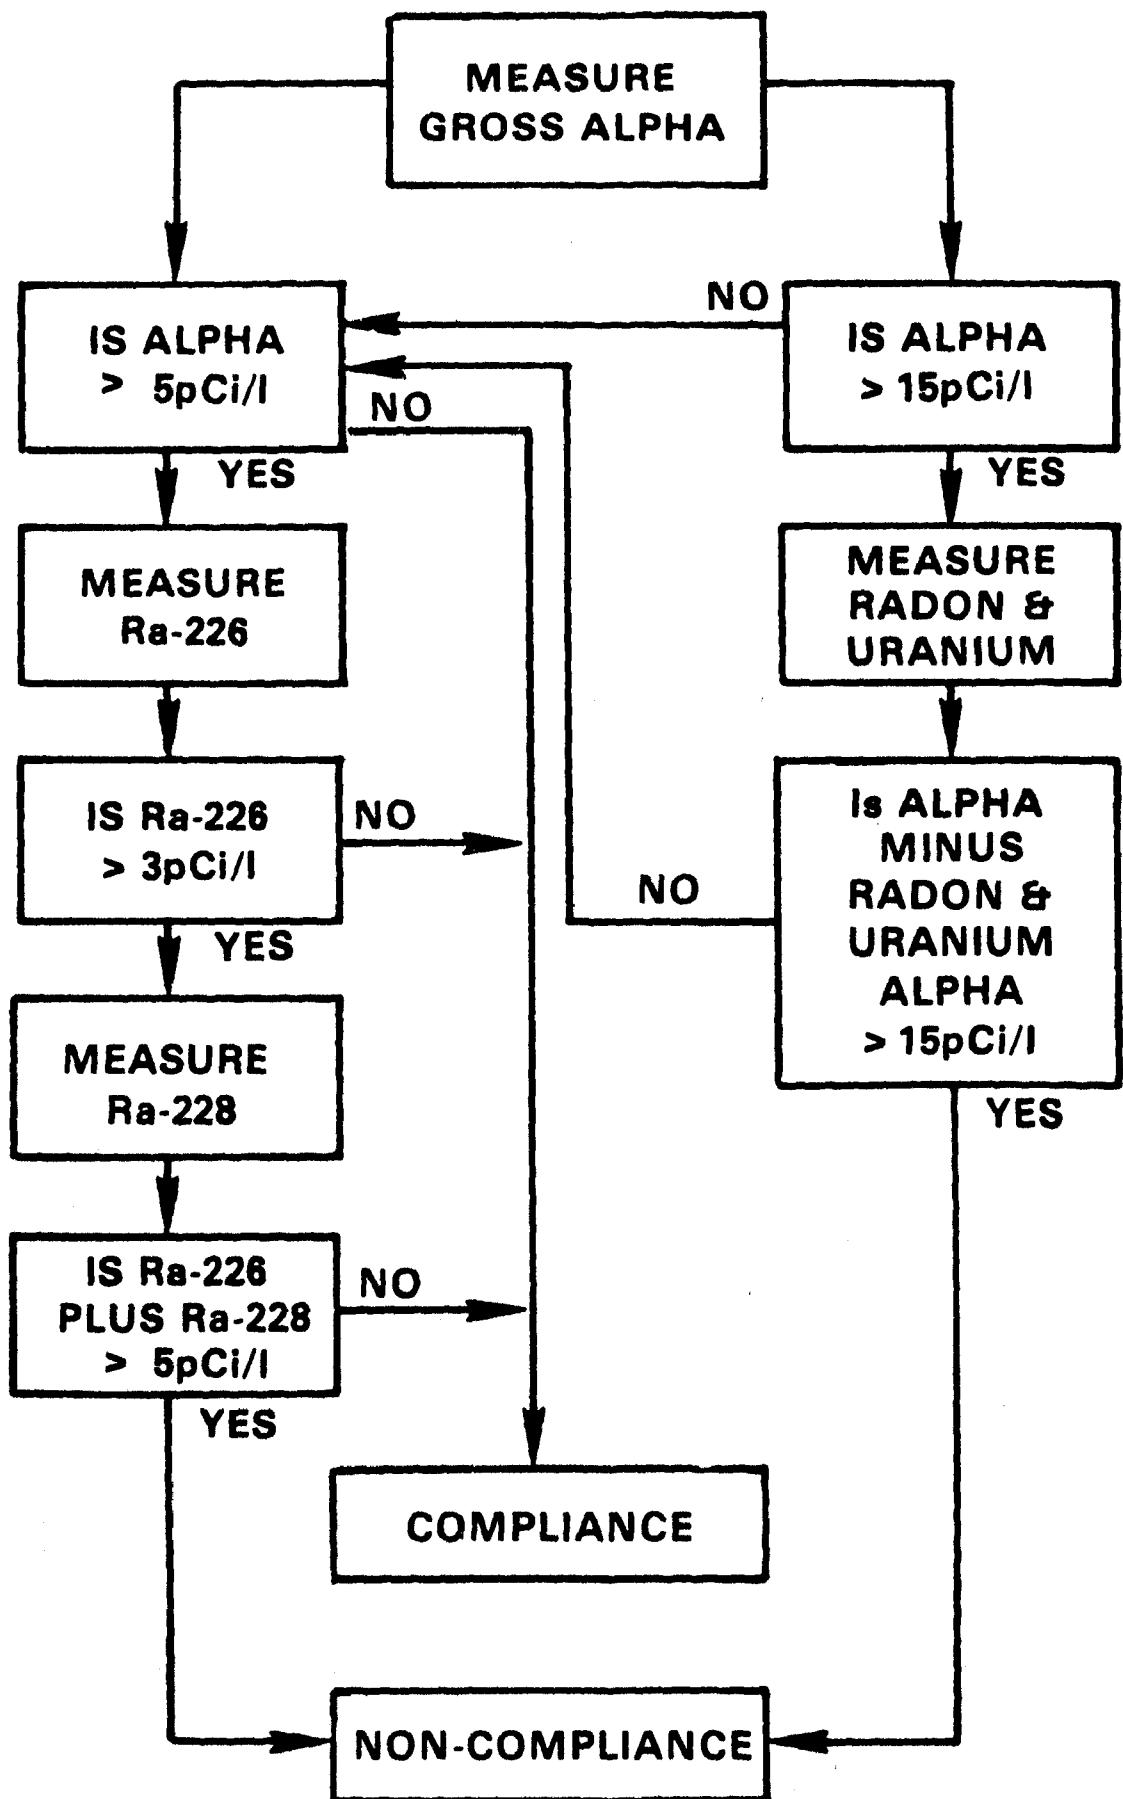 MEASURE
GROSS ALPHA
NO
IS ALPHA
> 5pCi/l
IS ALPHA
> 15pCi/l
NO
YES
YES
MEASURE
Ra-226
MEASURE
RADON &
URANIUM
IS Ra-226
> 3pCi/l
NO
YES
Is ALPHA
MINUS
RADON &
URANIUM
ALPHA
> 15pCi/l
NO
YES
MEASURE
Ra-228
IS Ra-226
PLUS Ra-228
> 5pCi/l
NO
YES
COMPLIANCE
NON-COMPLIANCE